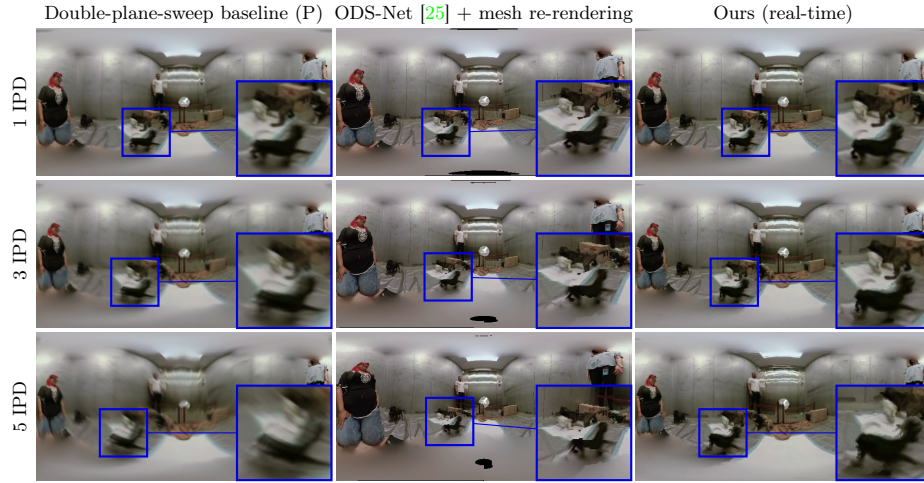 Double-plane-sweep baseline (P) ODS-Net [25] + mesh re-rendering Ours (real-time)
1 IPD
3 IPD
5 IPD